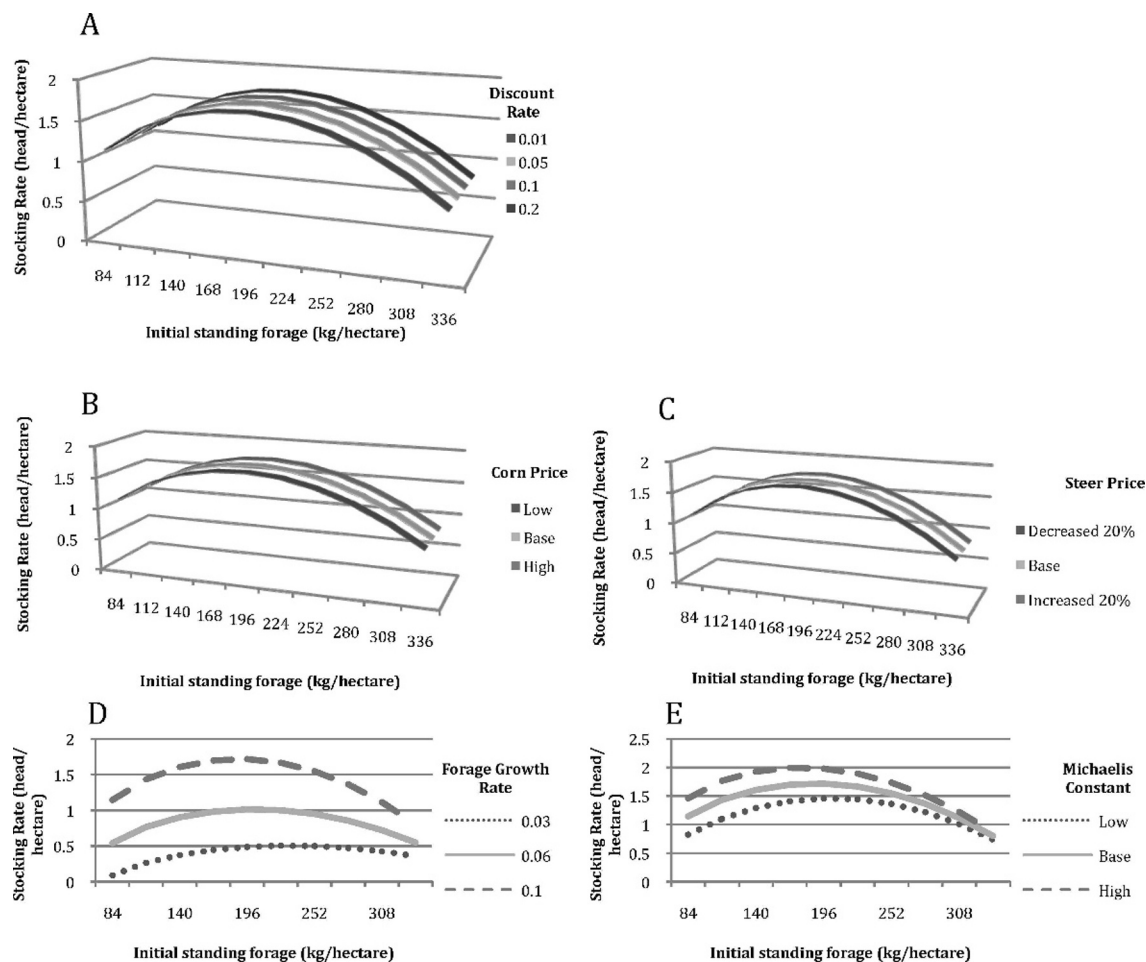 A
Stocking Rate (head/hectare)
2
1.5
1
0.5
0
84 112 140 168 196 224 252 280 308 336
Initial standing forage (kg/hectare)
Discount
Rate
0.01
0.05
0.1
0.2
B
Stocking Rate (head/hectare)
2
1.5
1
0.5
0
84 112 140 168 196 224 252 280 308 336
Initial standing forage (kg/hectare)
Corn Price
Low
Base
High
C
Stocking Rate (head/hectare)
2
1.5
1
0.5
0
84 112 140 168 196 224 252 280 308 336
Initial standing forage (kg/hectare)
Steer Price
Decreased 20%
Base
Increased 20%
D
Stocking Rate (head/
hectare)
2
1.5
1
0.5
0
84 140 196 252 308
Initial standing forage (kg/hectare)
Forage Growth
Rate
0.03
0.06
0.1
E
Stocking Rate (head/
hectare)
2.5
2
1.5
1
0.5
0
84 140 196 252 308
Initial standing forage (kg/hectare)
Michaelis
Constant
Low
Base
High